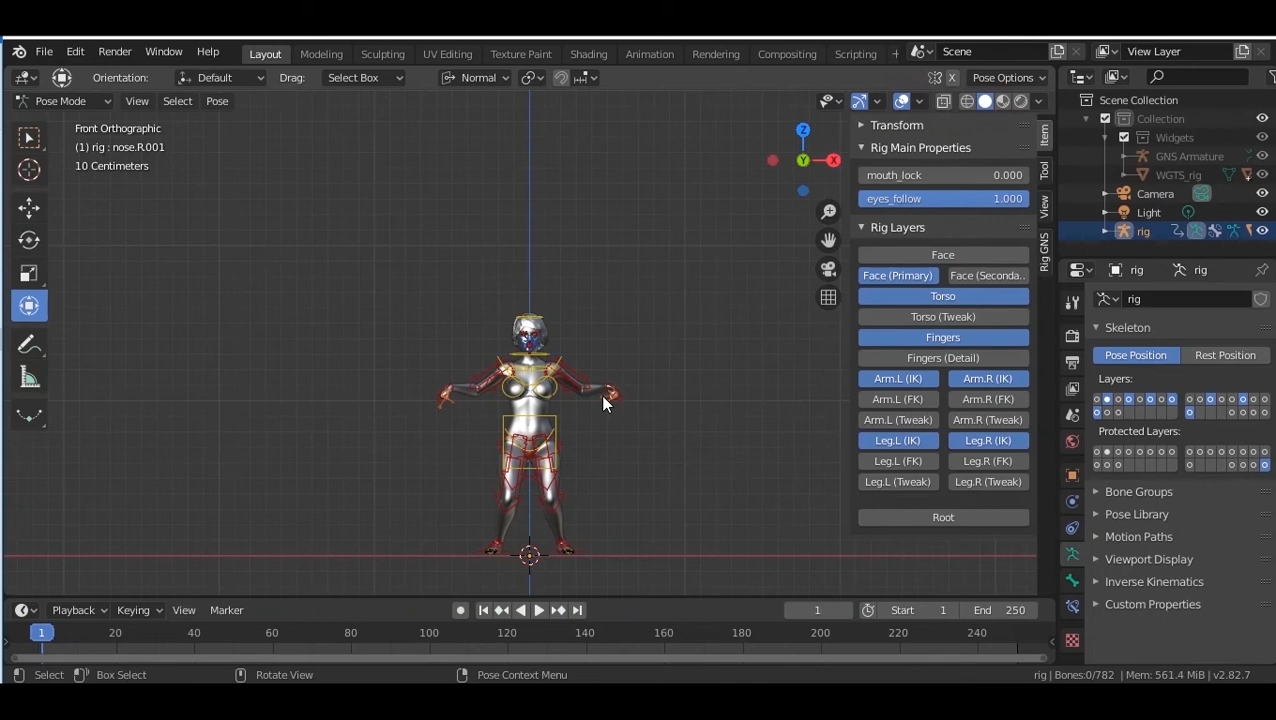 File Edit Render Window Help Layout Modeling Sculpting UV Editing Texture Paint Shading Animation Rendering Compositing Scripting + Scene View Layer
Orientation: Default Drag: Select Box Normal X Pose Options
Pose Mode View Select Pose
Front Orthographic
(1) rig : nose.R.001
10 Centimeters
Z
Y
X
Transform
Rig Main Properties
mouth_lock 0.000
eyes_follow 1.000
Rig Layers
Face
Face (Primary) Face (Seconda..
Torso
Torso (Tweak)
Fingers
Fingers (Detail)
Arm.L (IK) Arm.R (IK)
Arm.L (FK) Arm.R (FK)
Arm.L (Tweak) Arm.R (Tweak)
Leg.L (IK) Leg.R (IK)
Leg.L (FK) Leg.R (FK)
Leg.L (Tweak) Leg.R (Tweak)
Root
Item
Tool
View
Rig GNS
Scene Collection
Collection
Widgets
GNS Armature
WGTS_rig
Camera
Light
rig
rig rig
rig
Skeleton
Pose Position Rest Position
Layers:
Protected Layers:
Bone Groups
Pose Library
Motion Paths
Viewport Display
Inverse Kinematics
Custom Properties
Playback Keying View Marker 1 Start 1 End 250
1 20 40 60 80 100 120 140 160 180 200 220 240
Select Box Select Rotate View Pose Context Menu rig | Bones:0/782 | Mem: 561.4 MiB | v2.82.7